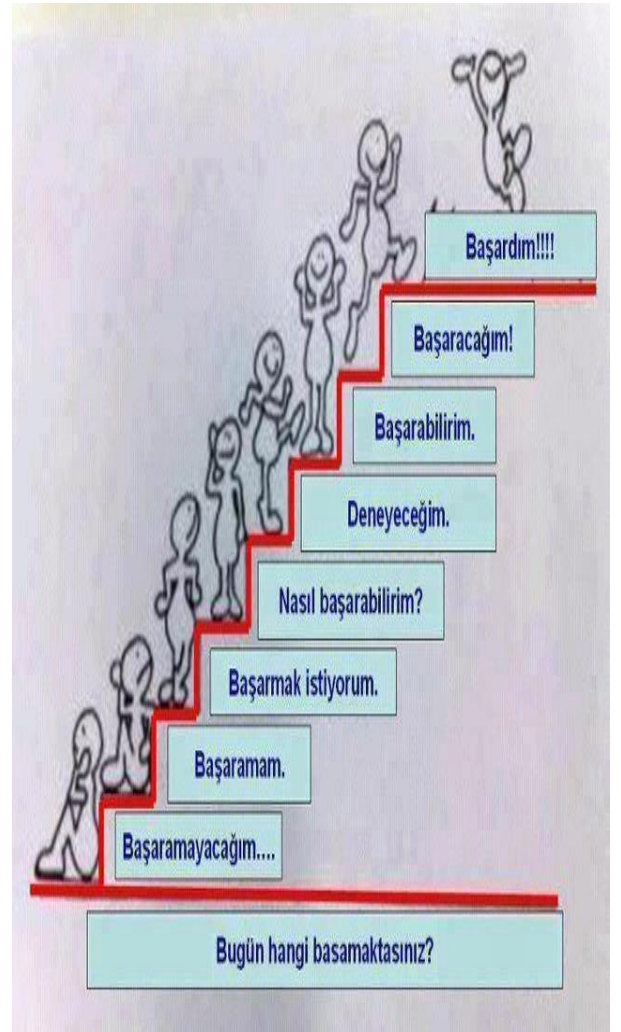 Başardım!!!!
Başaracağım!
Başarabilirim.
Deneyeceğim.
Nasıl başarabilirim?
Başarmak istiyorum.
Başaramam.
Başaramayacağım....
Bugün hangi basamaktasınız?